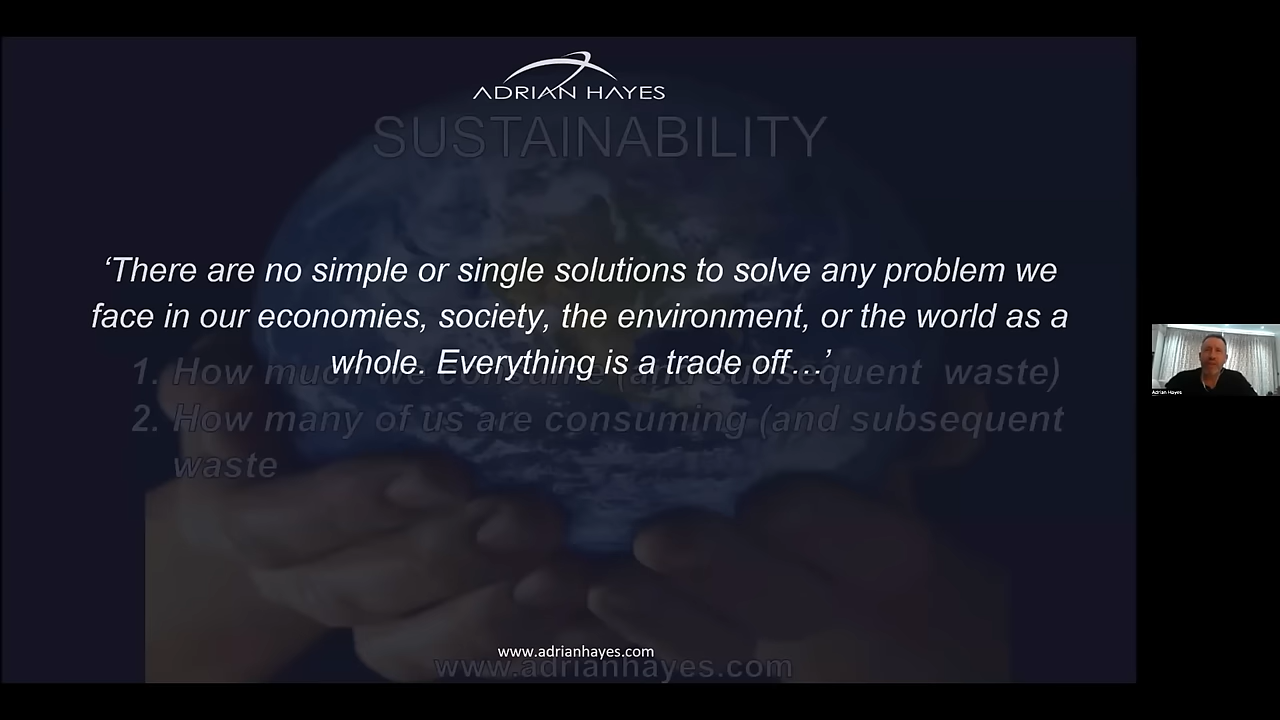 ADRIAN HAYES
SUSTAINABILITY
‘There are no simple or single solutions to solve any problem we
face in our economies, society, the environment, or the world as a
whole. Everything is a trade off…’
1. How much we consume (and subsequent waste)
2. How many of us are consuming (and subsequent
waste
www.adrianhayes.com
www.adrianhayes.com
Adrian Hayes